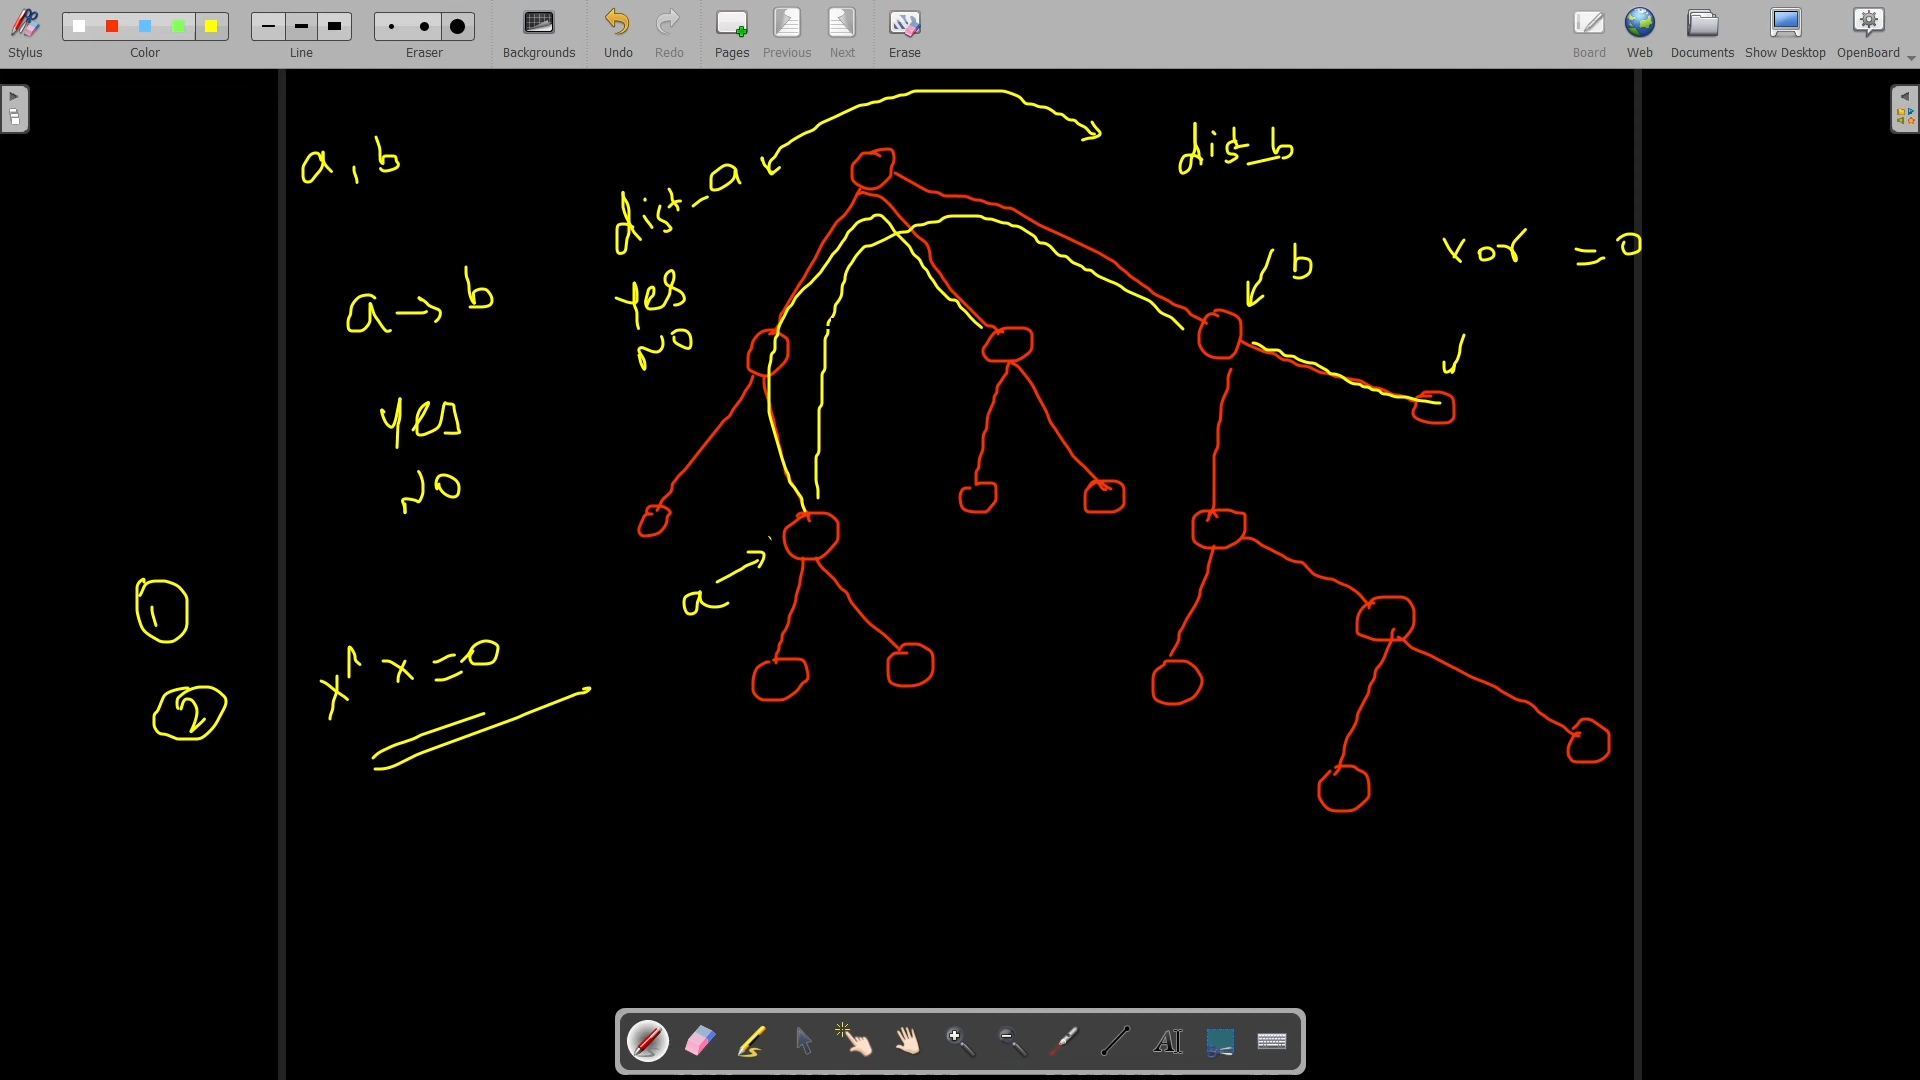 Stylus Color Line Eraser Backgrounds Undo Redo Pages Previous Next Erase Board Web Documents Show Desktop OpenBoard
a, b
dist_a
dist_b
xor = 0
b
a → b
yes
NO
yes
NO
a
1
x^x=0
2
AI